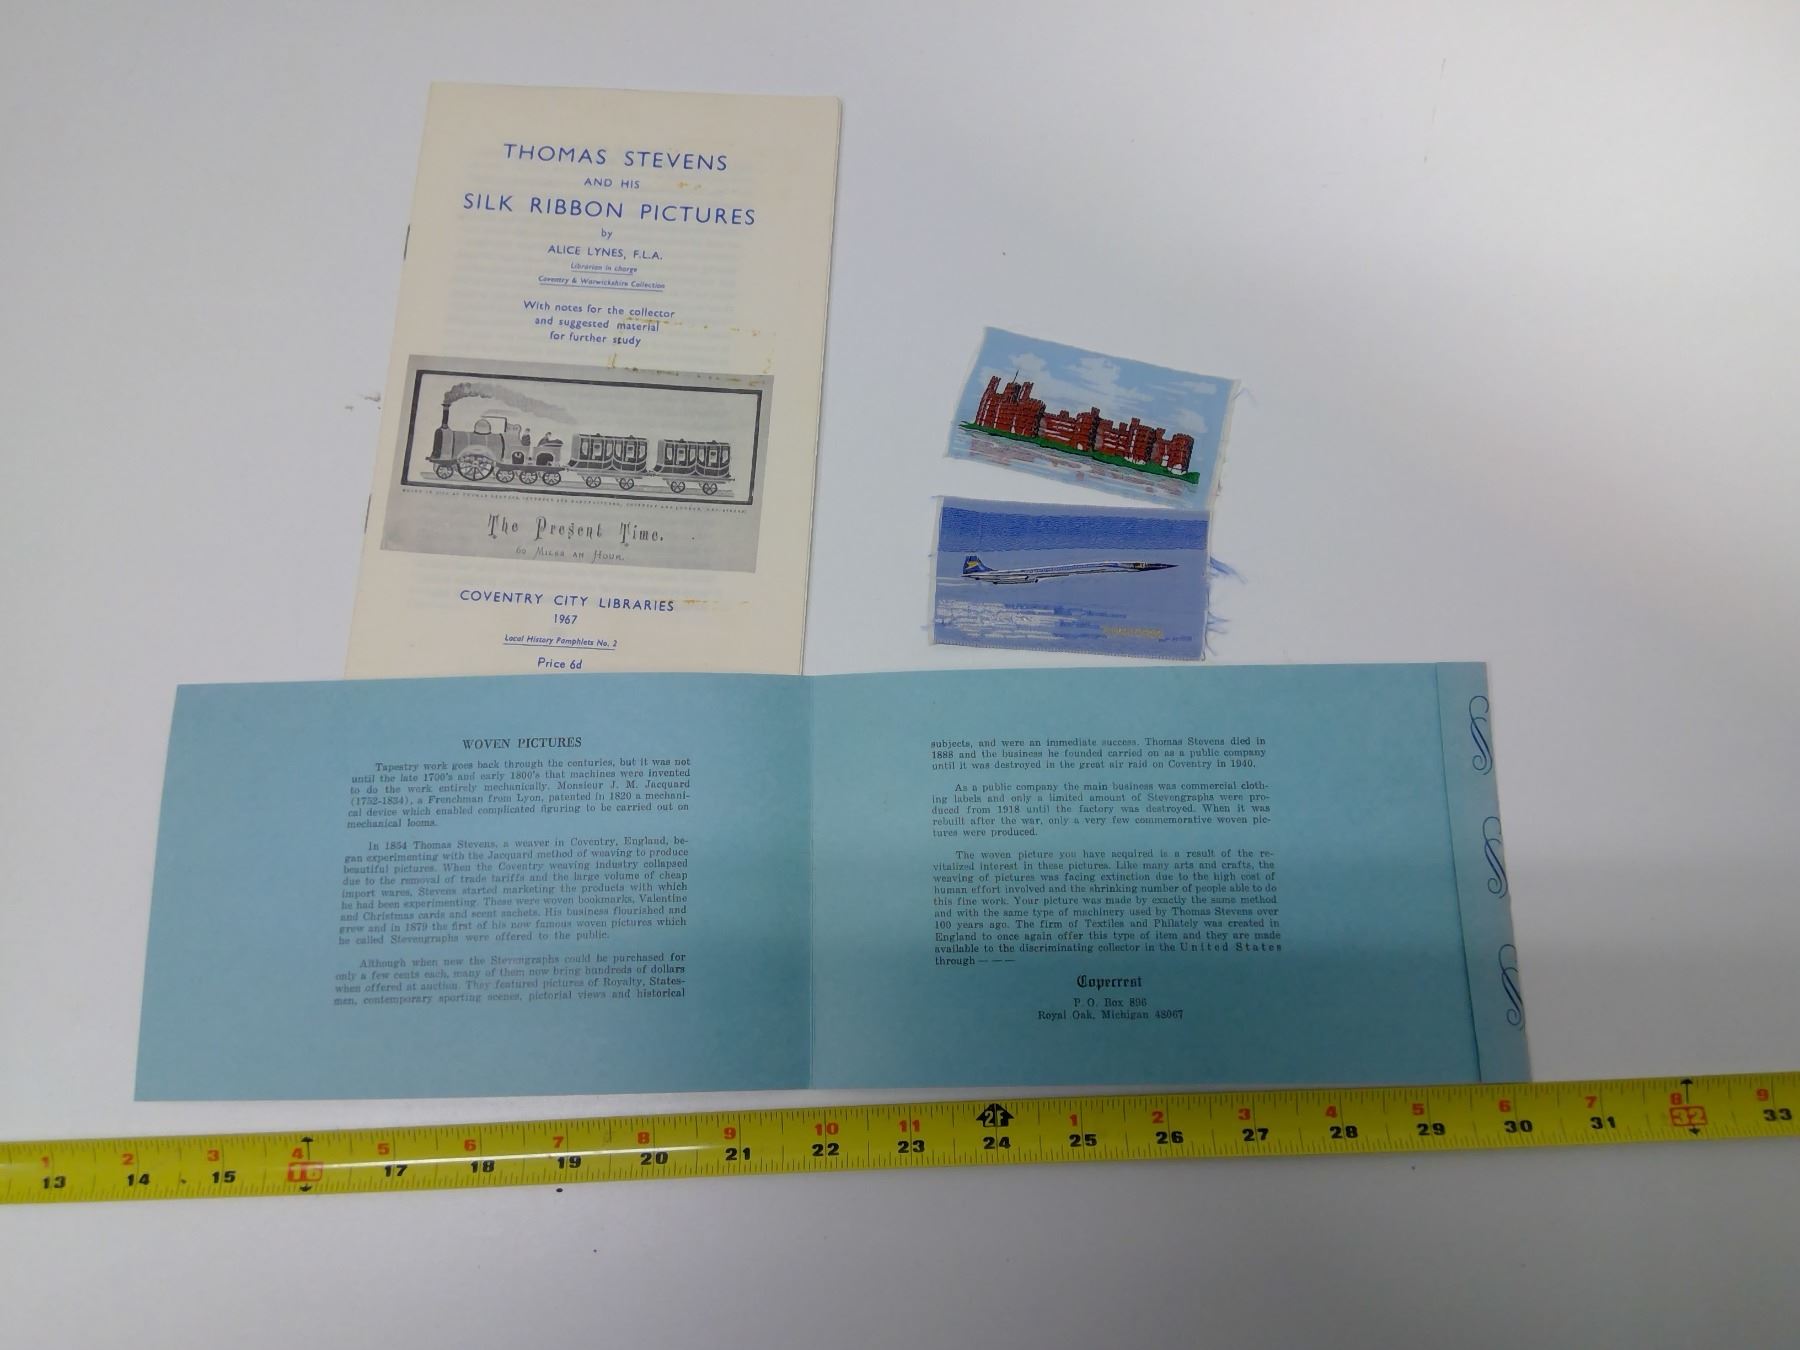 THOMAS STEVENS
AND HIS
SILK RIBBON PICTURES
by
ALICE LYNES, F.L.A.
Librarian in charge
Coventry & Warwickshire Collection
With notes for the collector
and suggested material
for further study
The Present Time.
60 MILES AN HOUR.
COVENTRY CITY LIBRARIES
1967
Local History Pamphlets No. 2
Price 6d
WOVEN PICTURES
Tapestry work goes back through the centuries, but it was not
until the late 1700's and early 1800's that machines were invented
to do the work entirely mechanically. Monsieur J. M. Jacquard
(1752-1834), a Frenchman from Lyon, patented in 1820 a mechani-
cal device which enabled complicated figuring to be carried out on
mechanical looms.
In 1854 Thomas Stevens, a weaver in Coventry, England, be-
gan experimenting with the Jacquard method of weaving to produce
beautiful pictures. When the Coventry weaving industry collapsed
due to the removal of trade tariffs and the large volume of cheap
import wares, Stevens started marketing the products with which
he had been experimenting. These were woven bookmarks, Valentine
and Christmas cards and scent sachets. His business flourished and
grew and in 1879 the first of his now famous woven pictures which
he called Stevengraphs were offered to the public.
Although when new the Stevengraphs could be purchased for
only a few cents each, many of them now bring hundreds of dollars
when offered at auction. They featured pictures of Royalty, States-
men, contemporary sporting scenes, pictorial views and historical
subjects, and were an immediate success. Thomas Stevens died in
1888 and the business he founded carried on as a public company
until it was destroyed in the great air raid on Coventry in 1940.
As a public company the main business was commercial cloth-
ing labels and only a limited amount of Stevengraphs were pro-
duced from 1918 until the factory was destroyed. When it was
rebuilt after the war, only a very few commemorative woven pic-
tures were produced.
The woven picture you have acquired is a result of the re-
vitalized interest in these pictures. Like many arts and crafts, the
weaving of pictures was facing extinction due to the high cost of
human effort involved and the shrinking number of people able to do
this fine work. Your picture was made by exactly the same method
and with the same type of machinery used by Thomas Stevens over
100 years ago. The firm of Textiles and Philately was created in
England to once again offer this type of item and they are made
available to the discriminating collector in the United States
through — — —
Copecrest
P. O. Box 896
Royal Oak, Michigan 48067
1 2 3 4 5 6 7 8 9 10 11 2F 1 2 3 4 5 6 7 8 9
13 14 15 16 17 18 19 20 21 22 23 24 25 26 27 28 29 30 31 32 33